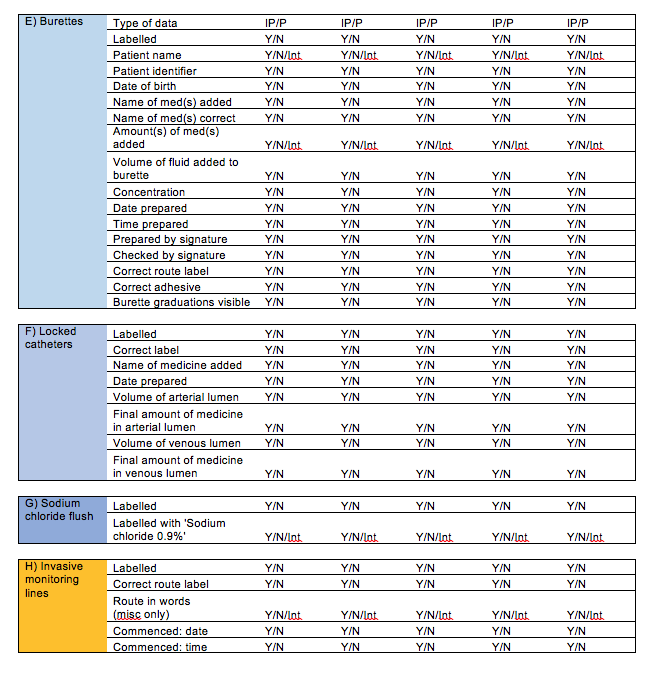 E) Burettes Type of data IP/P IP/P IP/P IP/P IP/P
Labelled Y/N Y/N Y/N Y/N Y/N
Patient name Y/N/Int Y/N/Int Y/N/Int Y/N/Int Y/N/Int
Patient identifier Y/N Y/N Y/N Y/N Y/N
Date of birth Y/N Y/N Y/N Y/N Y/N
Name of med(s) added Y/N Y/N Y/N Y/N Y/N
Name of med(s) correct Y/N Y/N Y/N Y/N Y/N
Amount(s) of med(s)
added Y/N/Int Y/N/Int Y/N/Int Y/N/Int Y/N/Int
Volume of fluid added to
burette Y/N Y/N Y/N Y/N Y/N
Concentration Y/N Y/N Y/N Y/N Y/N
Date prepared Y/N Y/N Y/N Y/N Y/N
Time prepared Y/N Y/N Y/N Y/N Y/N
Prepared by signature Y/N Y/N Y/N Y/N Y/N
Checked by signature Y/N Y/N Y/N Y/N Y/N
Correct route label Y/N Y/N Y/N Y/N Y/N
Correct adhesive Y/N Y/N Y/N Y/N Y/N
Burette graduations visible Y/N Y/N Y/N Y/N Y/N
F) Locked
catheters Labelled Y/N Y/N Y/N Y/N Y/N
Correct label Y/N Y/N Y/N Y/N Y/N
Name of medicine added Y/N Y/N Y/N Y/N Y/N
Date prepared Y/N Y/N Y/N Y/N Y/N
Volume of arterial lumen Y/N Y/N Y/N Y/N Y/N
Final amount of medicine
in arterial lumen Y/N Y/N Y/N Y/N Y/N
Volume of venous lumen Y/N Y/N Y/N Y/N Y/N
Final amount of medicine
in venous lumen Y/N Y/N Y/N Y/N Y/N
G) Sodium
chloride flush Labelled Y/N Y/N Y/N Y/N Y/N
Labelled with 'Sodium
chloride 0.9%' Y/N/Int Y/N/Int Y/N/Int Y/N/Int Y/N/Int
H) Invasive
monitoring
lines Labelled Y/N Y/N Y/N Y/N Y/N
Correct route label Y/N Y/N Y/N Y/N Y/N
Route in words
(misc only) Y/N/Int Y/N/Int Y/N/Int Y/N/Int Y/N/Int
Commenced: date Y/N Y/N Y/N Y/N Y/N
Commenced: time Y/N Y/N Y/N Y/N Y/N